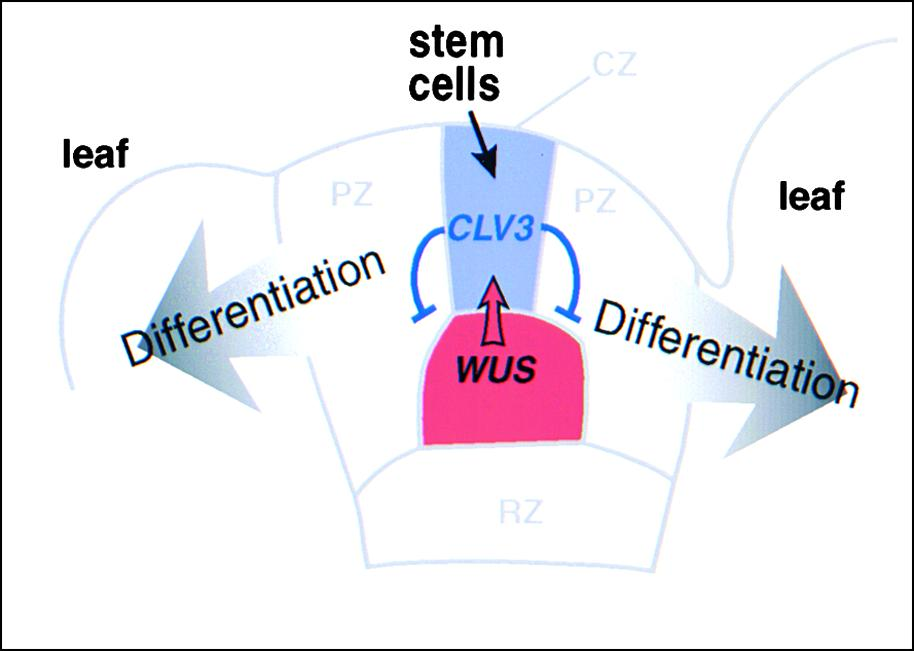 stem
cells
CZ
leaf
PZ
PZ
leaf
CLV3
Differentiation
Differentiation
WUS
RZ